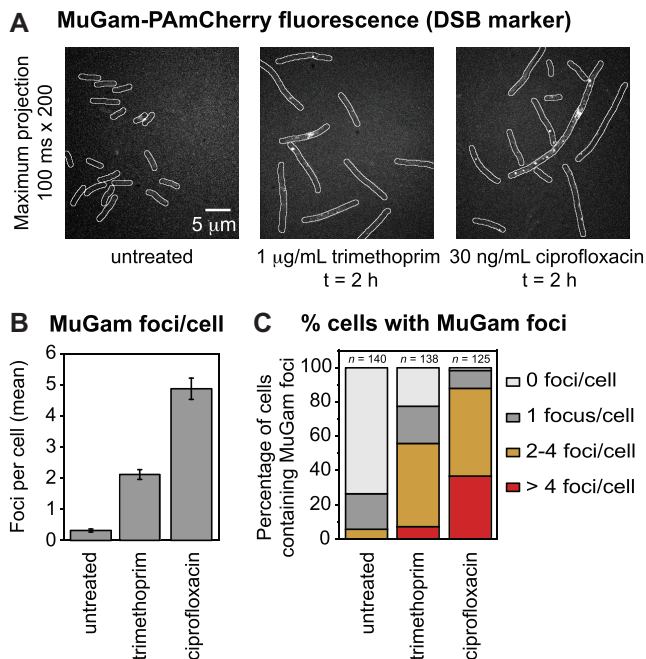 A MuGam-PAmCherry fluorescence (DSB marker)
Maximum projection
100 ms x 200
5 μm
untreated
1 μg/mL trimethoprim
t = 2 h
30 ng/mL ciprofloxacin
t = 2 h
B MuGam foci/cell
Foci per cell (mean)
6
5
4
3
2
1
0
untreated
trimethoprim
ciprofloxacin
C % cells with MuGam foci
Percentage of cells
containing MuGam foci
n = 140 n = 138 n = 125
100
80
60
40
20
0
untreated
trimethoprim
ciprofloxacin
0 foci/cell
1 focus/cell
2-4 foci/cell
> 4 foci/cell